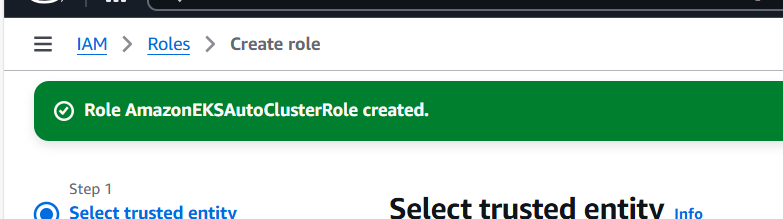 IAM > Roles > Create role
Role AmazonEKSAutoClusterRole created.
Step 1
Select trusted entity
Select trusted entity Info